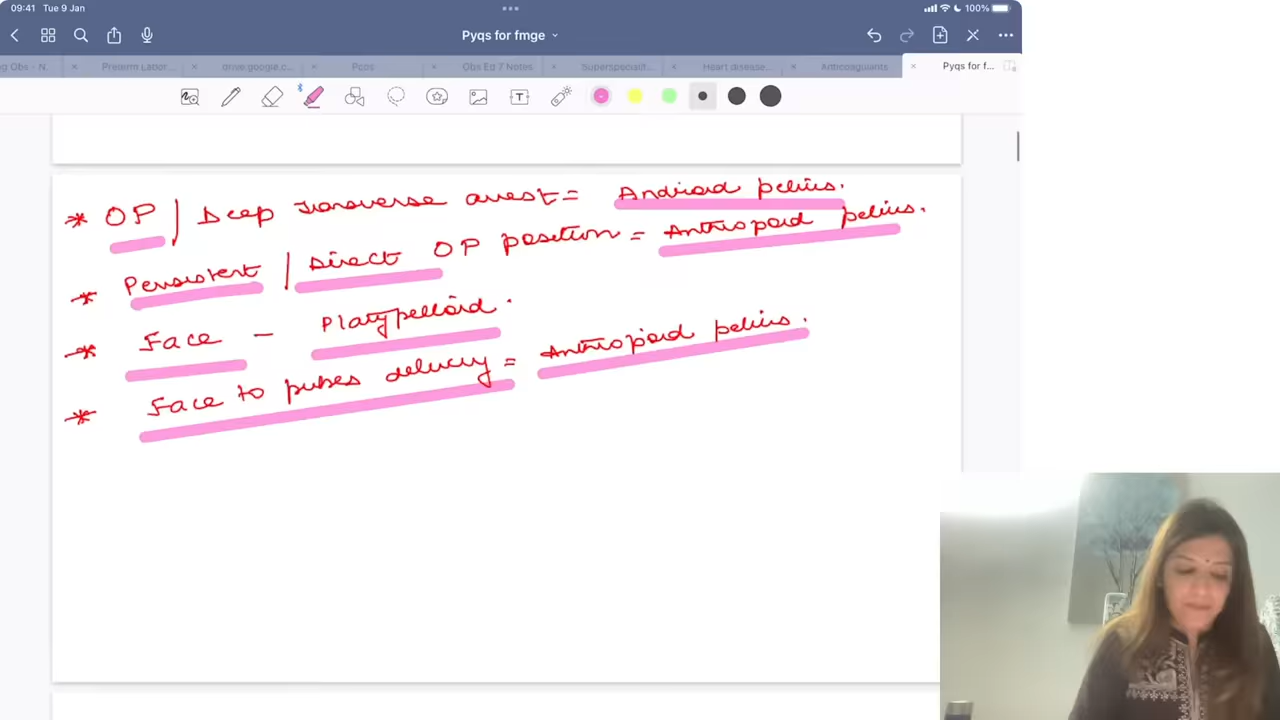 09:41 Tue 9 Jan
100%
Pyqs for fmge
ng Obs - N.
Preterm Labor...
drive.google.c...
Pcos
Obs Ed 7 Notes
Superspecialit...
Heart disease...
Anticoagulants
Pyqs for f...
* OP / Deep transverse arrest = Android pelvis.
* Persistent / Direct OP position = Anthropoid pelvis.
* Face - Platypelloid.
* Face to pubes delivery = Anthropoid pelvis.